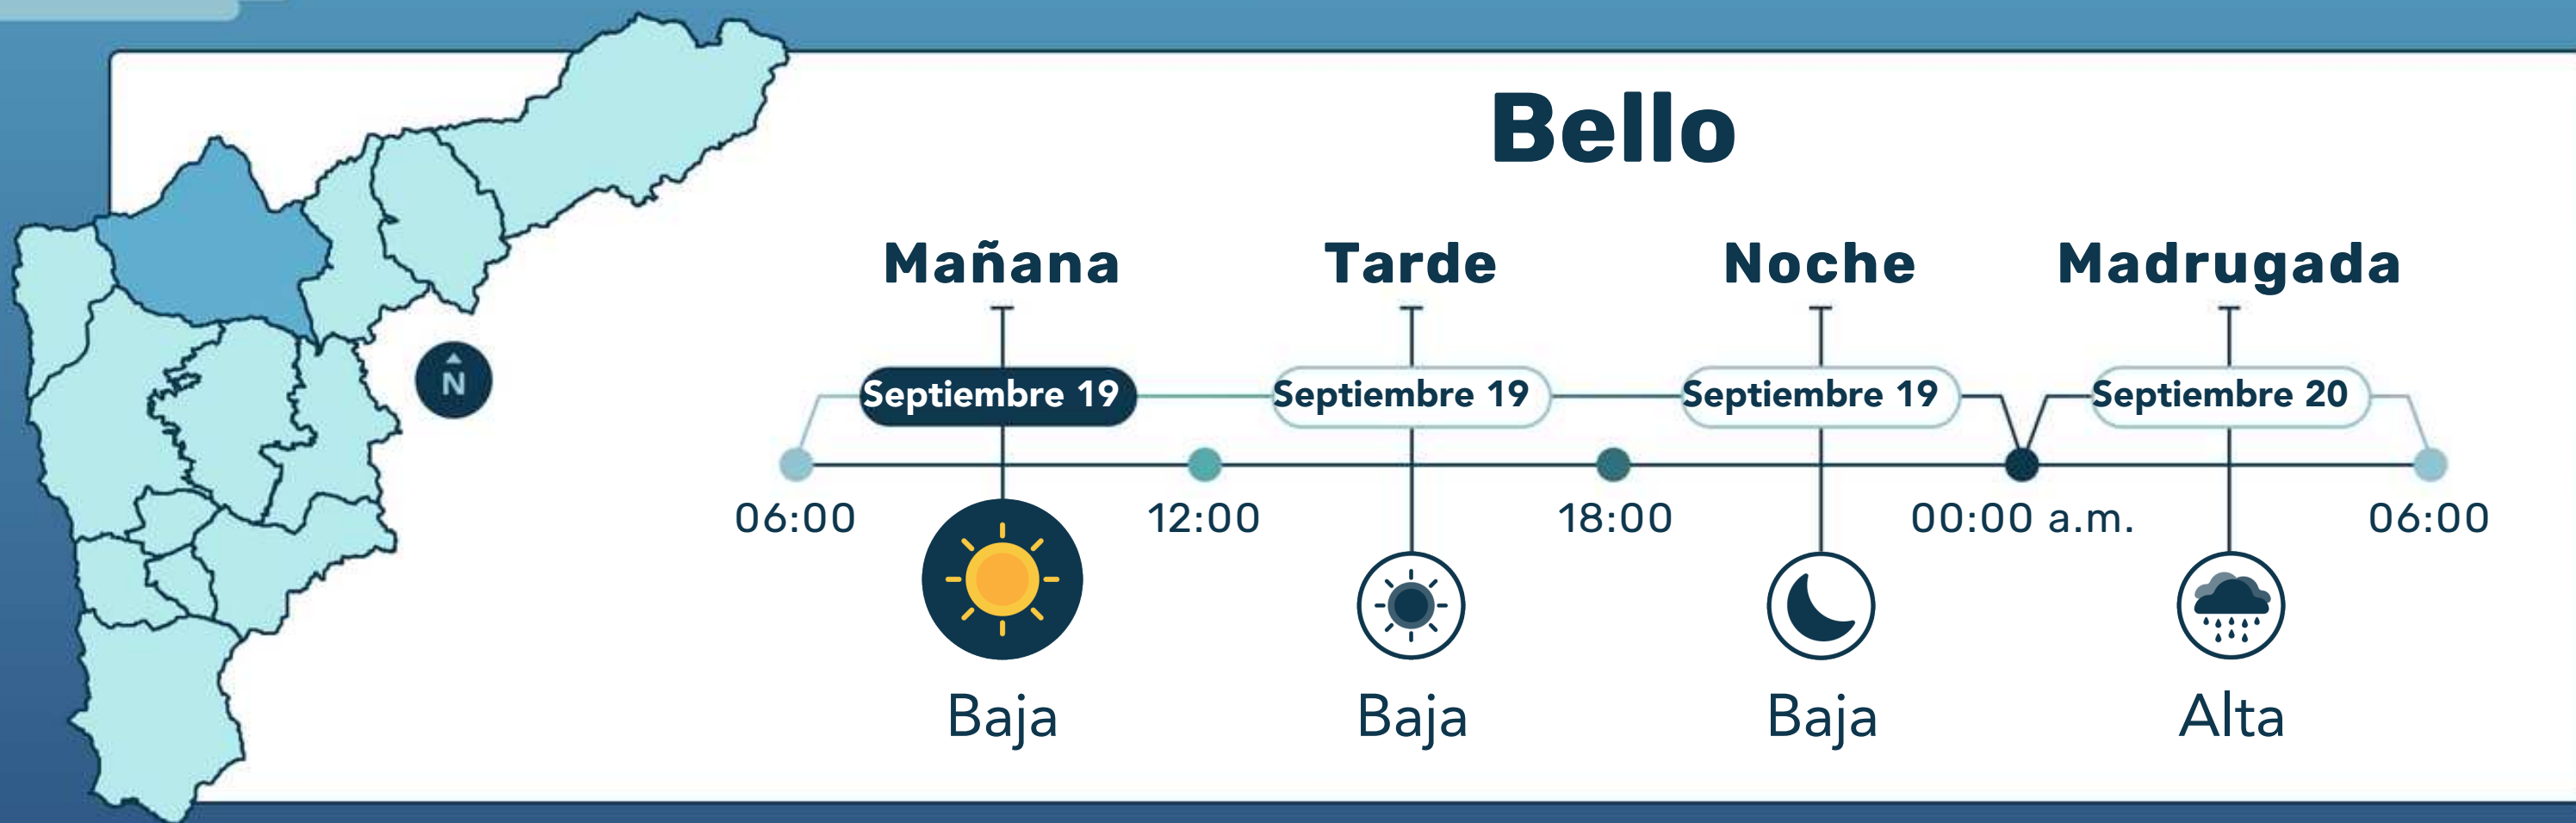 Bello
Mañana Tarde Noche Madrugada
N
Septiembre 19 Septiembre 19 Septiembre 19 Septiembre 20
06:00 12:00 18:00 00:00 a.m. 06:00
Baja Baja Baja Alta